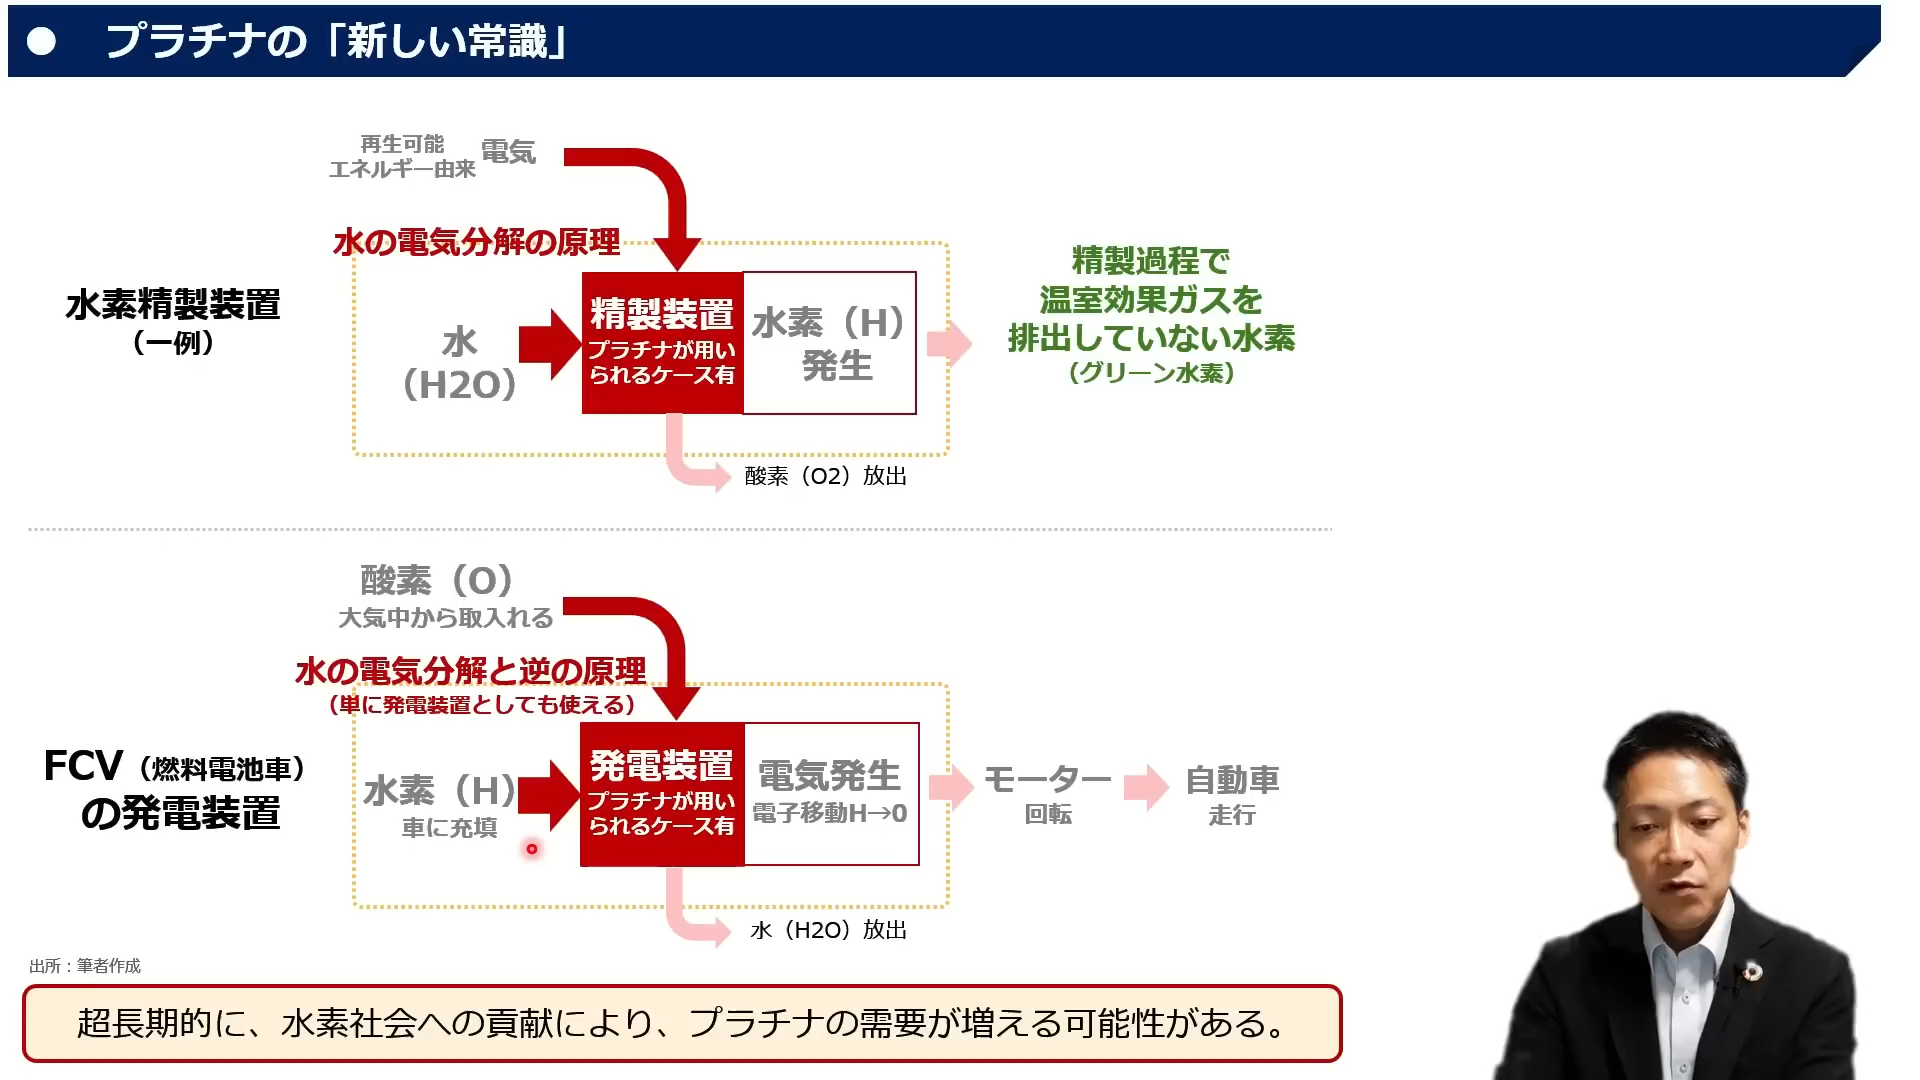 プラチナの「新しい常識」
再生可能
エネルギー由来
電気
水の電気分解の原理
水素精製装置
（一例）
水
（H2O）
精製装置
プラチナが用い
られるケース有
水素（H）
発生
精製過程で
温室効果ガスを
排出していない水素
（グリーン水素）
酸素（O2）放出
酸素（O）
大気中から取入れる
水の電気分解と逆の原理
（単に発電装置としても使える）
FCV（燃料電池車）
の発電装置
水素（H）
車に充填
発電装置
プラチナが用い
られるケース有
電気発生
電子移動H→0
モーター
回転
自動車
走行
水（H2O）放出
出所：筆者作成
超長期的に、水素社会への貢献により、プラチナの需要が増える可能性がある。